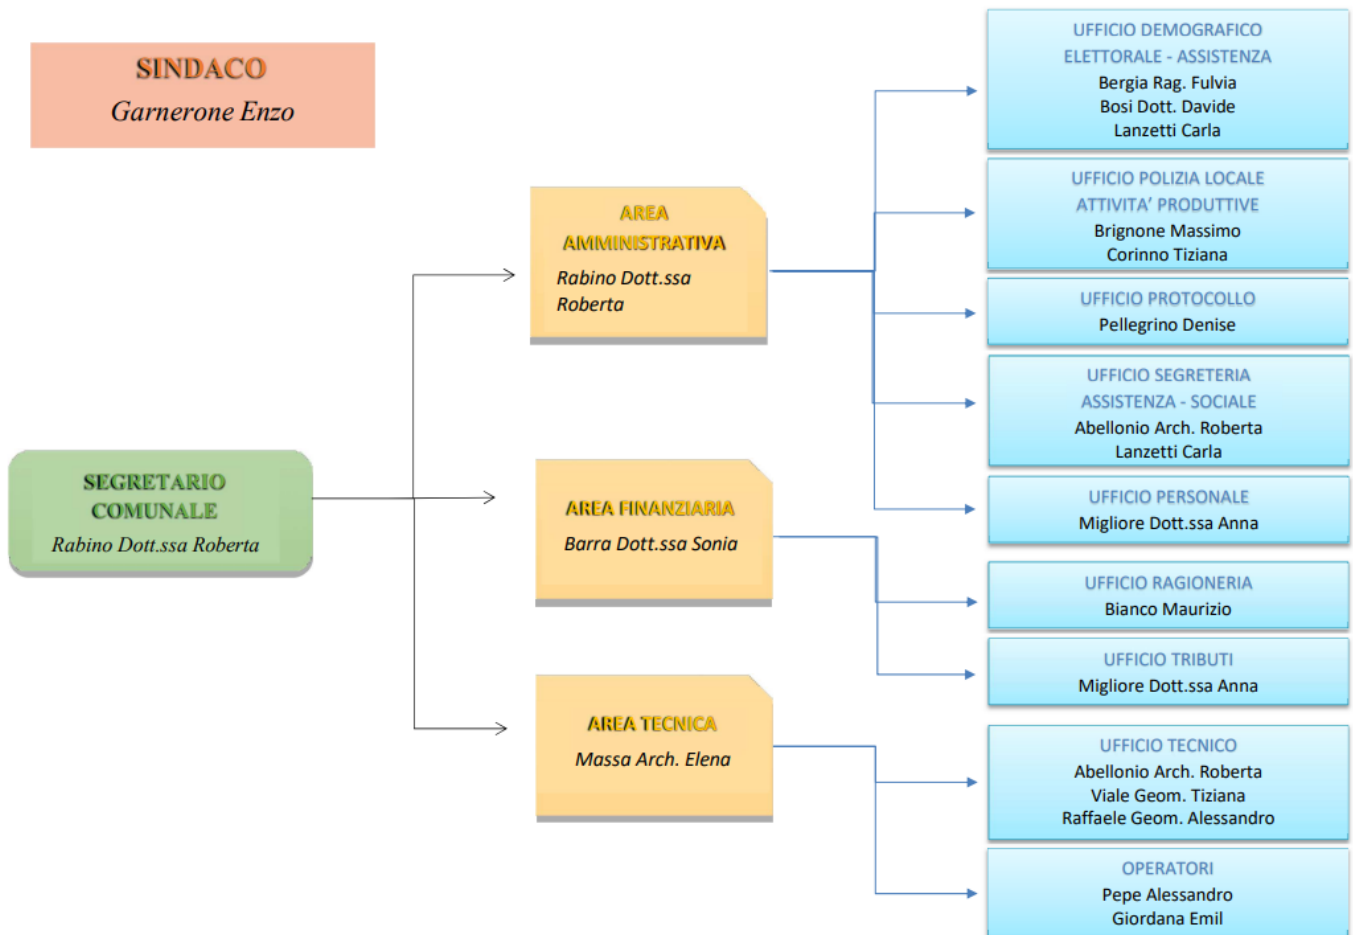 SINDACO
Garnerone Enzo
SEGRETARIO
COMUNALE
Rabino Dott.ssa Roberta
AREA
AMMINISTRATIVA
Rabino Dott.ssa
Roberta
AREA FINANZIARIA
Barra Dott.ssa Sonia
AREA TECNICA
Massa Arch. Elena
UFFICIO DEMOGRAFICO
ELETTORALE - ASSISTENZA
Bergia Rag. Fulvia
Bosi Dott. Davide
Lanzetti Carla
UFFICIO POLIZIA LOCALE
ATTIVITA’ PRODUTTIVE
Brignone Massimo
Corinno Tiziana
UFFICIO PROTOCOLLO
Pellegrino Denise
UFFICIO SEGRETERIA
ASSISTENZA - SOCIALE
Abellonio Arch. Roberta
Lanzetti Carla
UFFICIO PERSONALE
Migliore Dott.ssa Anna
UFFICIO RAGIONERIA
Bianco Maurizio
UFFICIO TRIBUTI
Migliore Dott.ssa Anna
UFFICIO TECNICO
Abellonio Arch. Roberta
Viale Geom. Tiziana
Raffaele Geom. Alessandro
OPERATORI
Pepe Alessandro
Giordana Emil